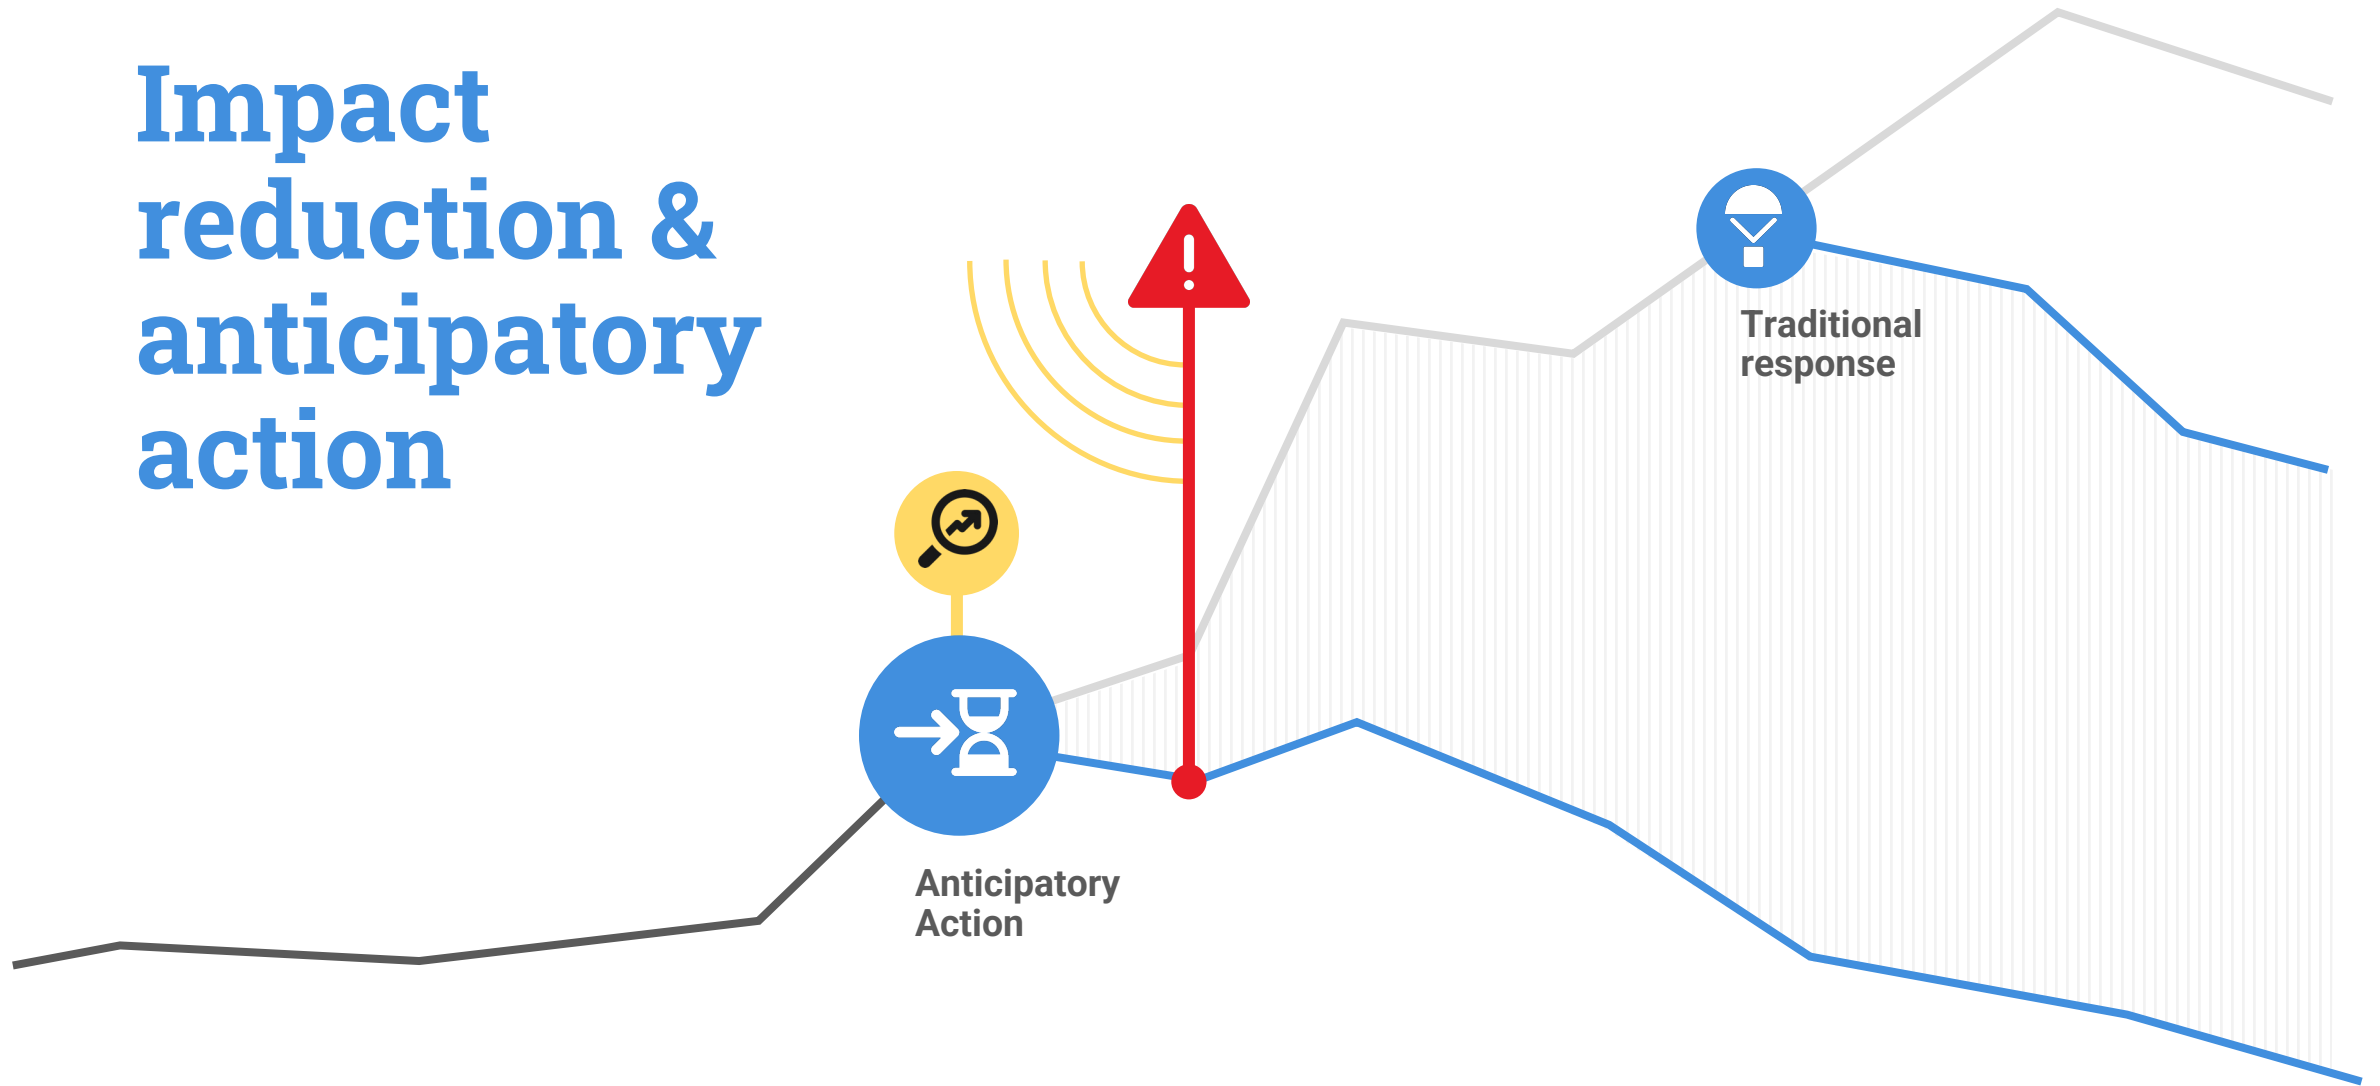 Impact
reduction &
anticipatory
action
Traditional
response
Anticipatory
Action